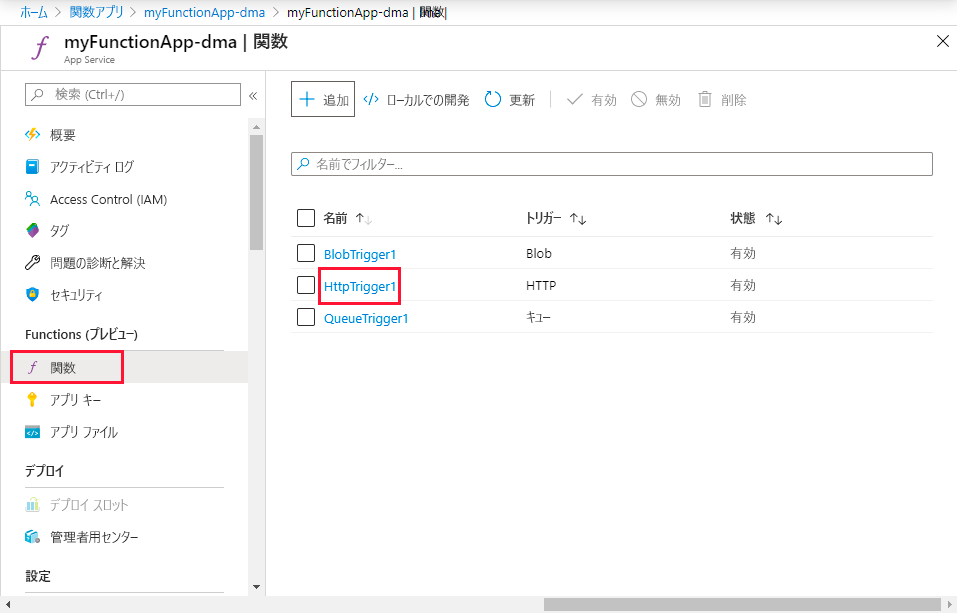 ホーム > 関数アプリ > myFunctionApp-dma > myFunctionApp-dma | 関数
myFunctionApp-dma | 関数
App Service
検索 (Ctrl+/)
概要
アクティビティ ログ
Access Control (IAM)
タグ
問題の診断と解決
セキュリティ
Functions (プレビュー)
関数
アプリ キー
アプリ ファイル
デプロイ
デプロイ スロット
管理者用センター
設定
追加 ローカルでの開発 更新 有効 無効 削除
名前でフィルター...
名前 トリガー 状態
BlobTrigger1 Blob 有効
HttpTrigger1 HTTP 有効
QueueTrigger1 キュー 有効